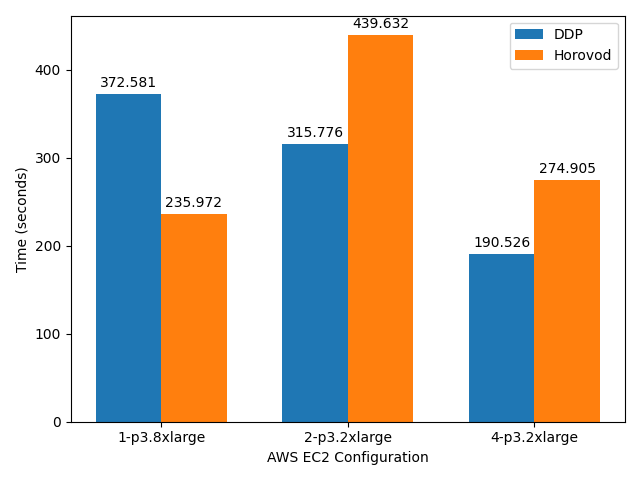 439.632
DDP
Horovod
400
372.581
315.776
300
274.905
235.972
200
190.526
100
0
Time (seconds)
1-p3.8xlarge
2-p3.2xlarge
4-p3.2xlarge
AWS EC2 Configuration